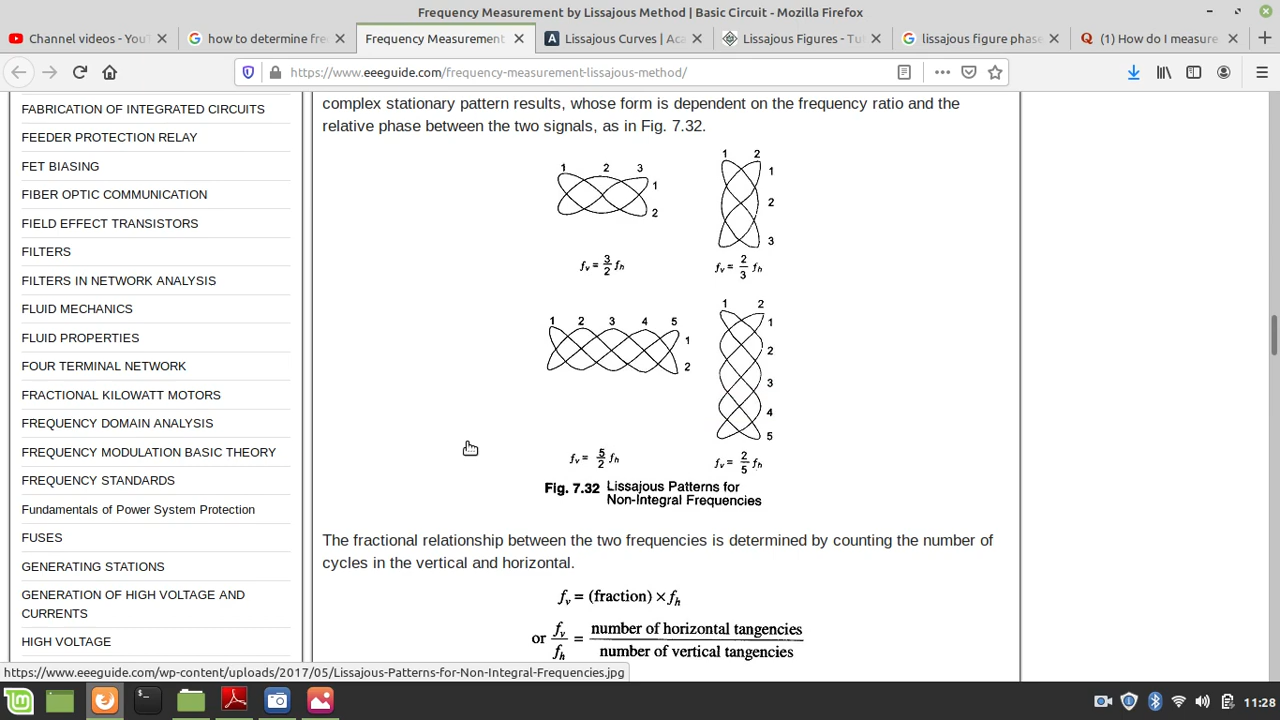 Frequency Measurement by Lissajous Method | Basic Circuit - Mozilla Firefox
Channel videos - YouT
how to determine fre
Frequency Measurement
Lissajous Curves | Aca
Lissajous Figures - Tut
lissajous figure phase
(1) How do I measure
https://www.eeeguide.com/frequency-measurement-lissajous-method/
FABRICATION OF INTEGRATED CIRCUITS
FEEDER PROTECTION RELAY
FET BIASING
FIBER OPTIC COMMUNICATION
FIELD EFFECT TRANSISTORS
FILTERS
FILTERS IN NETWORK ANALYSIS
FLUID MECHANICS
FLUID PROPERTIES
FOUR TERMINAL NETWORK
FRACTIONAL KILOWATT MOTORS
FREQUENCY DOMAIN ANALYSIS
FREQUENCY MODULATION BASIC THEORY
FREQUENCY STANDARDS
Fundamentals of Power System Protection
FUSES
GENERATING STATIONS
GENERATION OF HIGH VOLTAGE AND
CURRENTS
HIGH VOLTAGE
complex stationary pattern results, whose form is dependent on the frequency ratio and the
relative phase between the two signals, as in Fig. 7.32.
1 2 3
1
2
fv = 3/2 fh
1 2
1
2
3
fv = 2/3 fh
1 2 3 4 5
1
2
fv = 5/2 fh
1 2
1
2
3
4
5
fv = 2/5 fh
Fig. 7.32 Lissajous Patterns for
Non-Integral Frequencies
The fractional relationship between the two frequencies is determined by counting the number of
cycles in the vertical and horizontal.
fv = (fraction) × fh
or fv/fh = number of horizontal tangencies
number of vertical tangencies
https://www.eeeguide.com/wp-content/uploads/2017/05/Lissajous-Patterns-for-Non-Integral-Frequencies.jpg
11:28